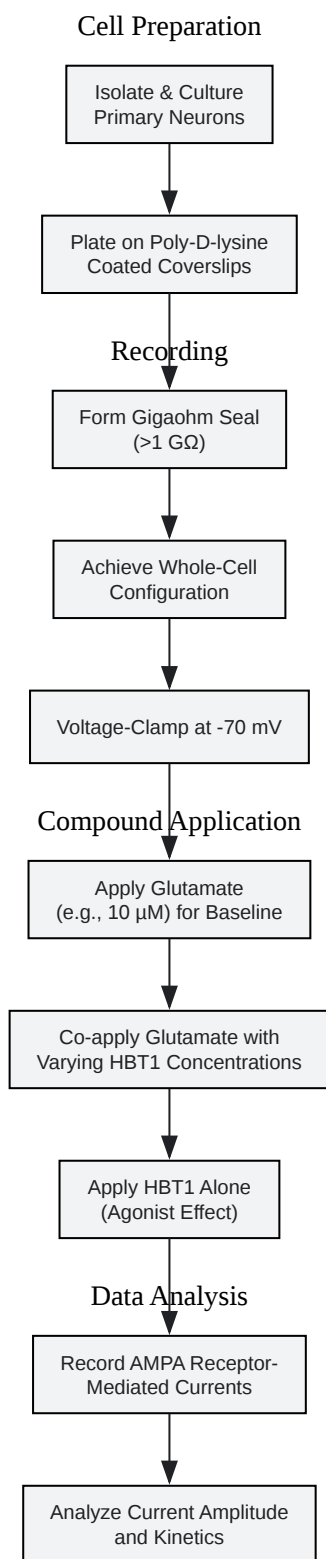 Cell Preparation
Isolate & Culture
Primary Neurons
Plate on Poly-D-lysine
Coated Coverslips
Recording
Form Gigaohm Seal
(>1 GΩ)
Achieve Whole-Cell
Configuration
Voltage-Clamp at -70 mV
Compound Application
Apply Glutamate
(e.g., 10 µM) for Baseline
Co-apply Glutamate with
Varying HBT1 Concentrations
Apply HBT1 Alone
(Agonist Effect)
Data Analysis
Record AMPA Receptor-
Mediated Currents
Analyze Current Amplitude
and Kinetics